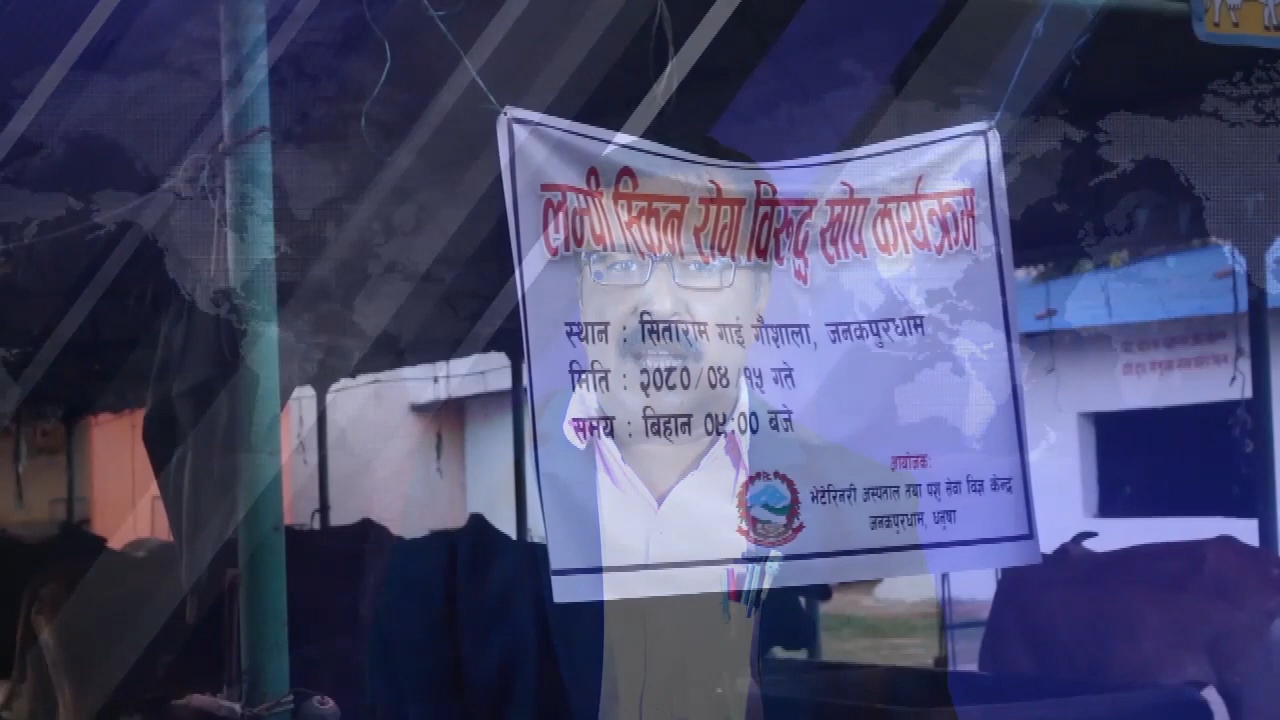 लम्पी स्किन रोग विरूद्ध खोप कार्यक्रम
स्थान : सिताराम गाई गौशाला, जनकपुरधाम
मिति : २०८०/०४/१५ गते
समय : बिहान ०९:०० बजे
आयोजकः
भेटेरिनरी अस्पताल तथा पशु सेवा विज्ञ केन्द्र
जनकपुरधाम, धनुषा